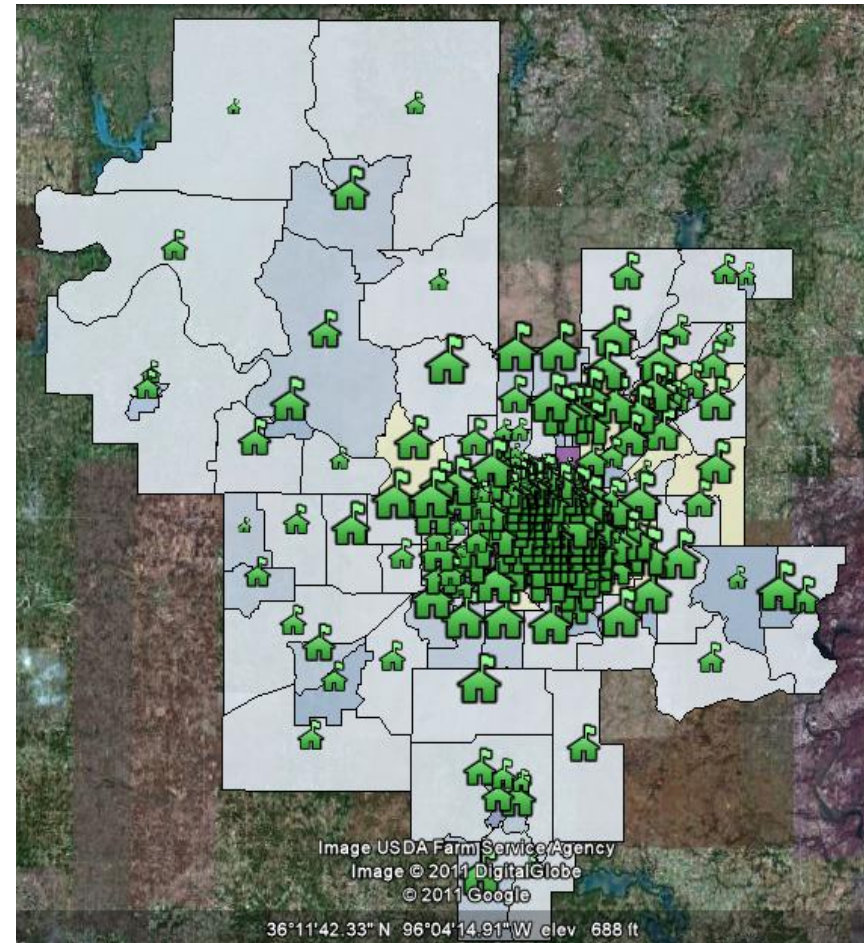 Image USDA Farm Service Agency
Image © 2011 DigitalGlobe
© 2011 Google
36°11'42.33" N 96°04'14.91" W elev 688 ft